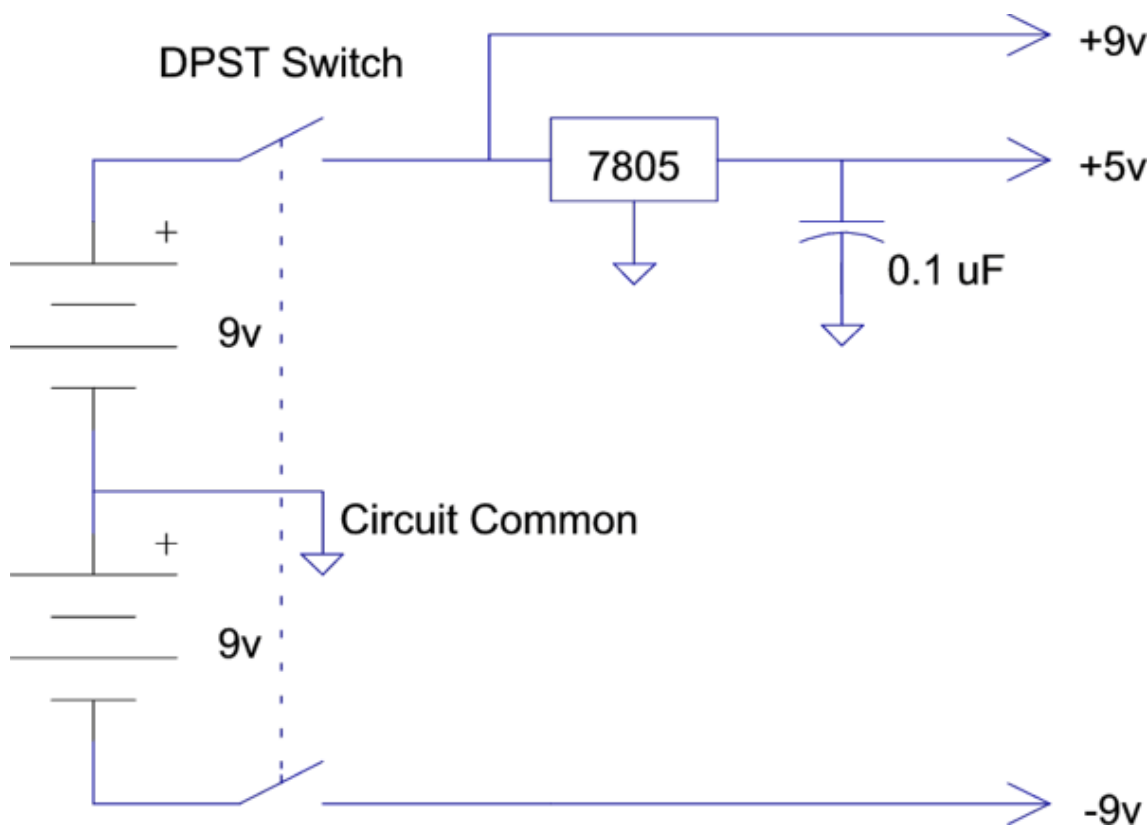 +9v
DPST Switch
7805
+5v
+
9v
0.1 uF
Circuit Common
+
9v
-9v